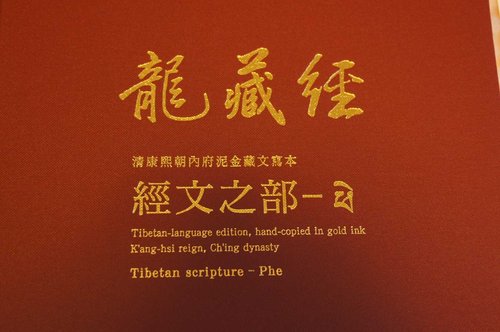 龍藏經
清康熙朝內府泥金藏文寫本
經文之部－ཕ
Tibetan-language edition, hand-copied in gold ink
K'ang-hsi reign, Ch'ing dynasty
Tibetan scripture - Phe